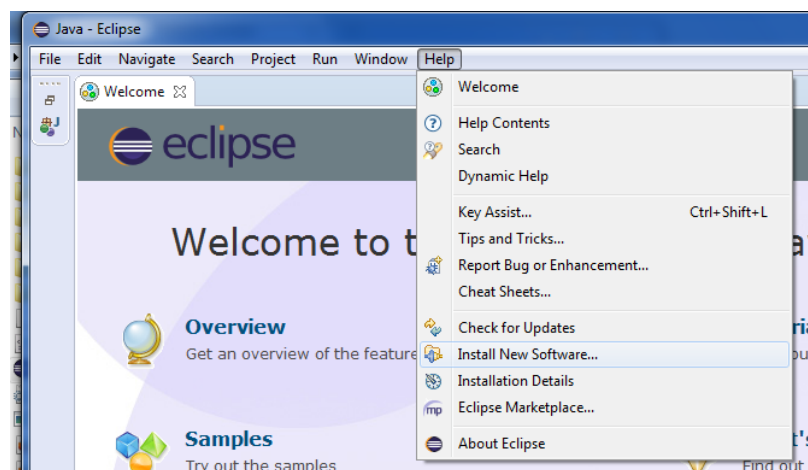 Java - Eclipse
File Edit Navigate Search Project Run Window Help
Welcome
eclipse
Welcome to
Overview
Get an overview of the feature
Samples
Try out the samples
Welcome
Help Contents
Search
Dynamic Help
Key Assist... Ctrl+Shift+L
Tips and Tricks...
Report Bug or Enhancement...
Cheat Sheets...
Check for Updates
Install New Software...
Installation Details
Eclipse Marketplace...
About Eclipse
Find out